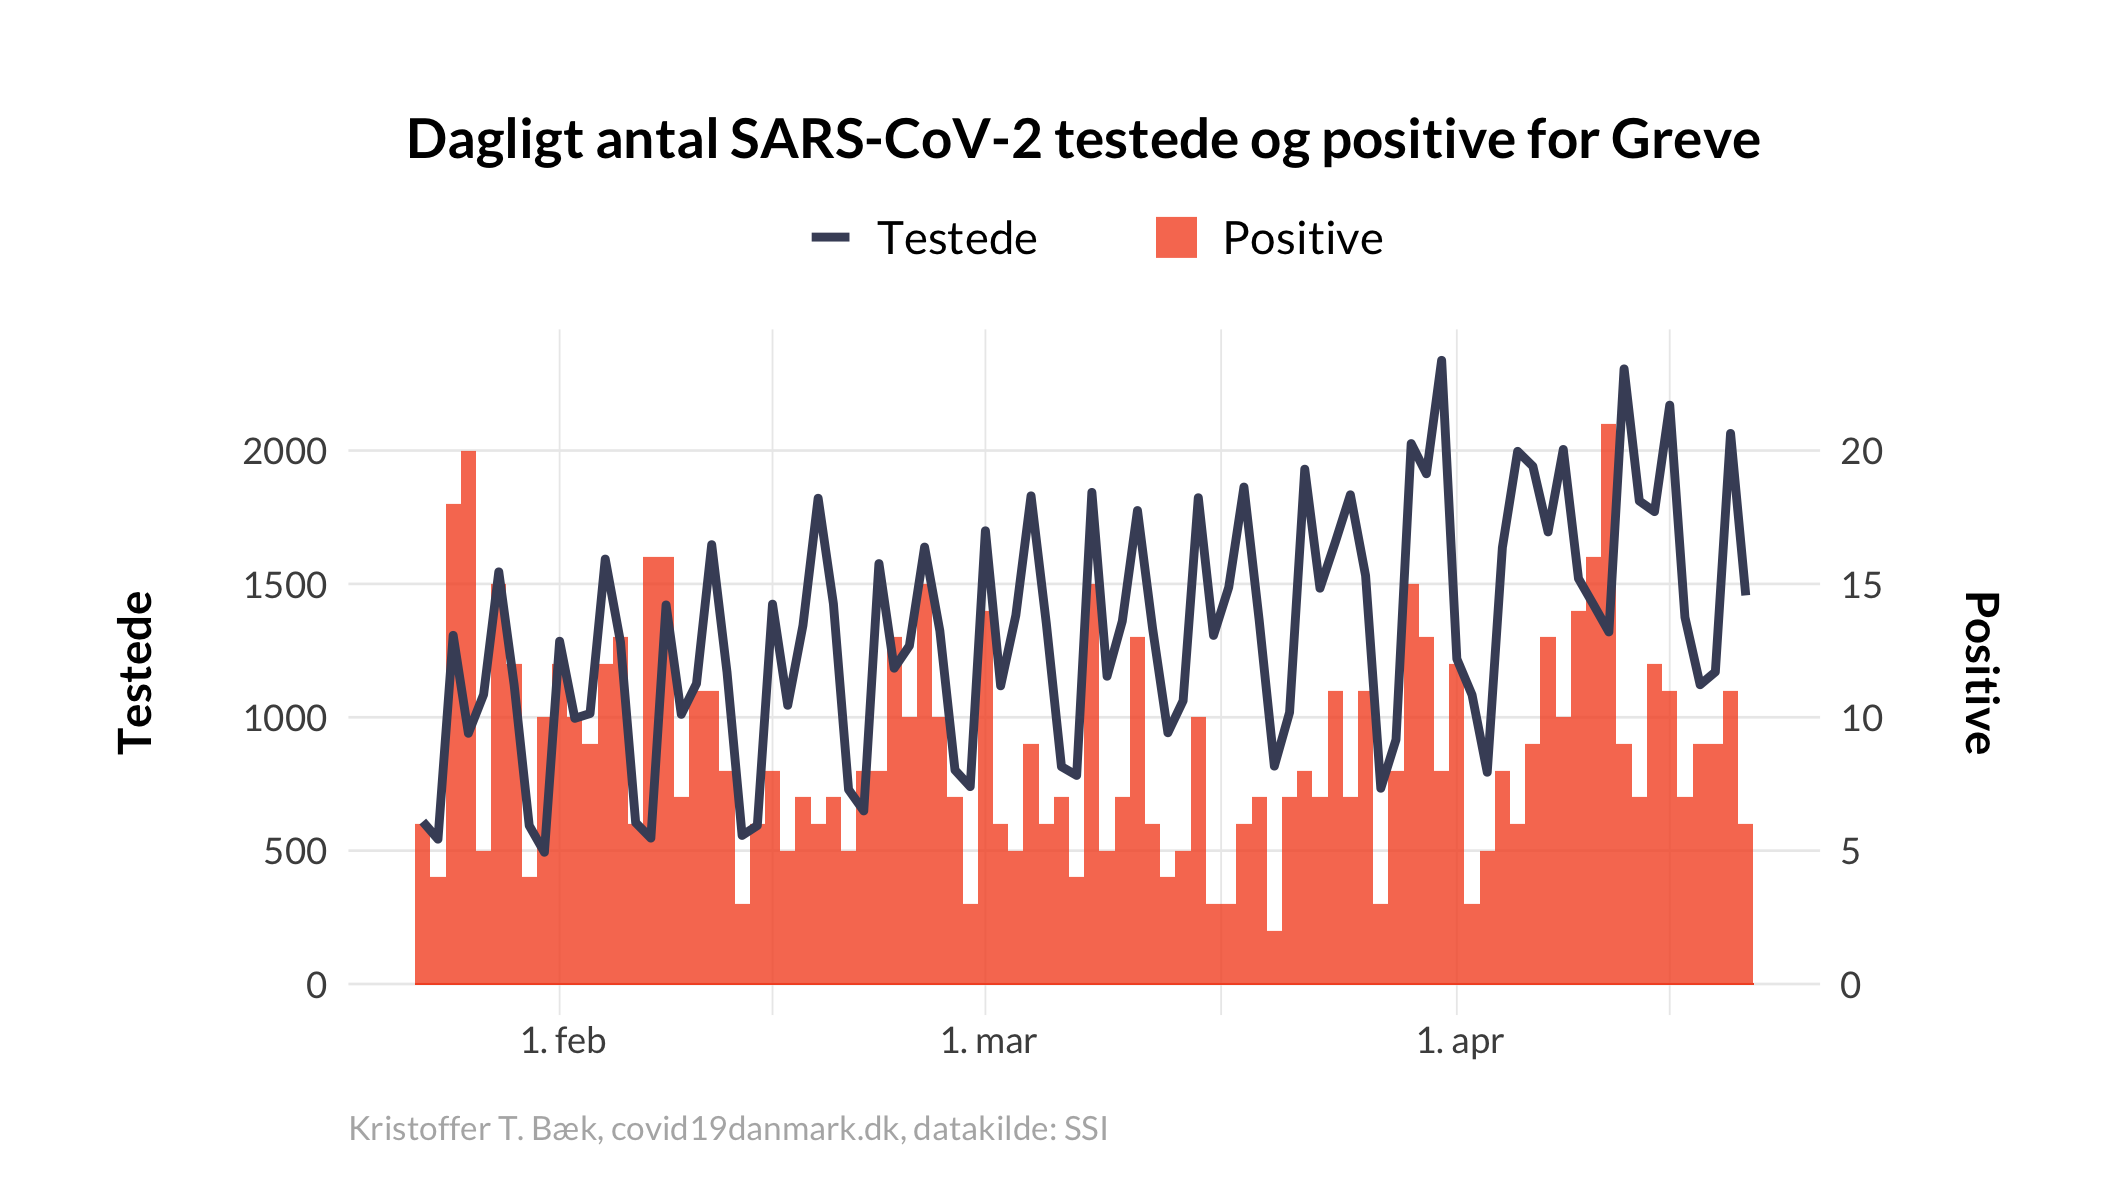 Dagligt antal SARS-CoV-2 testede og positive for Greve
Testede
Positive
2000
1500
1000
500
0
Testede
20
15
10
5
0
Positive
1. feb
1. mar
1. apr
Kristoffer T. Bæk, covid19danmark.dk, datakilde: SSI